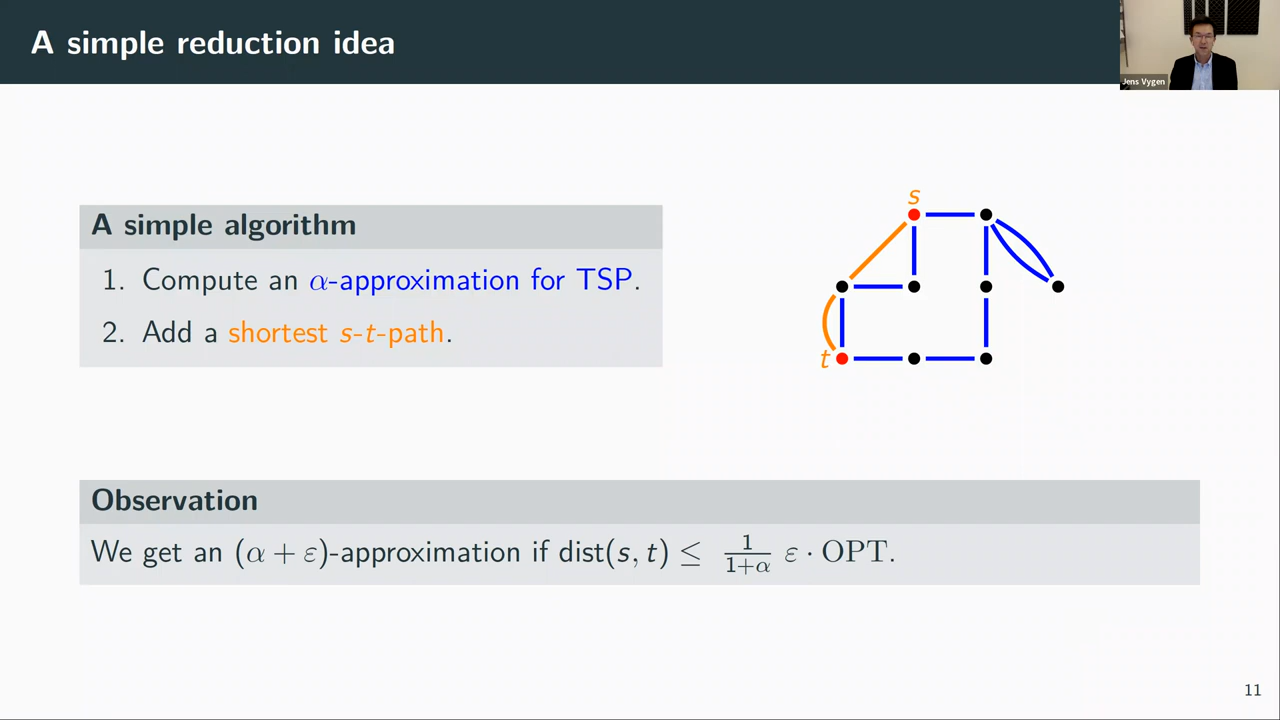 A simple reduction idea
Jens Vygen
A simple algorithm
1. Compute an α-approximation for TSP.
2. Add a shortest s-t-path.
s
t
Observation
We get an (α + ε)-approximation if dist(s, t) ≤ 1/(1+α) ε · OPT.
11